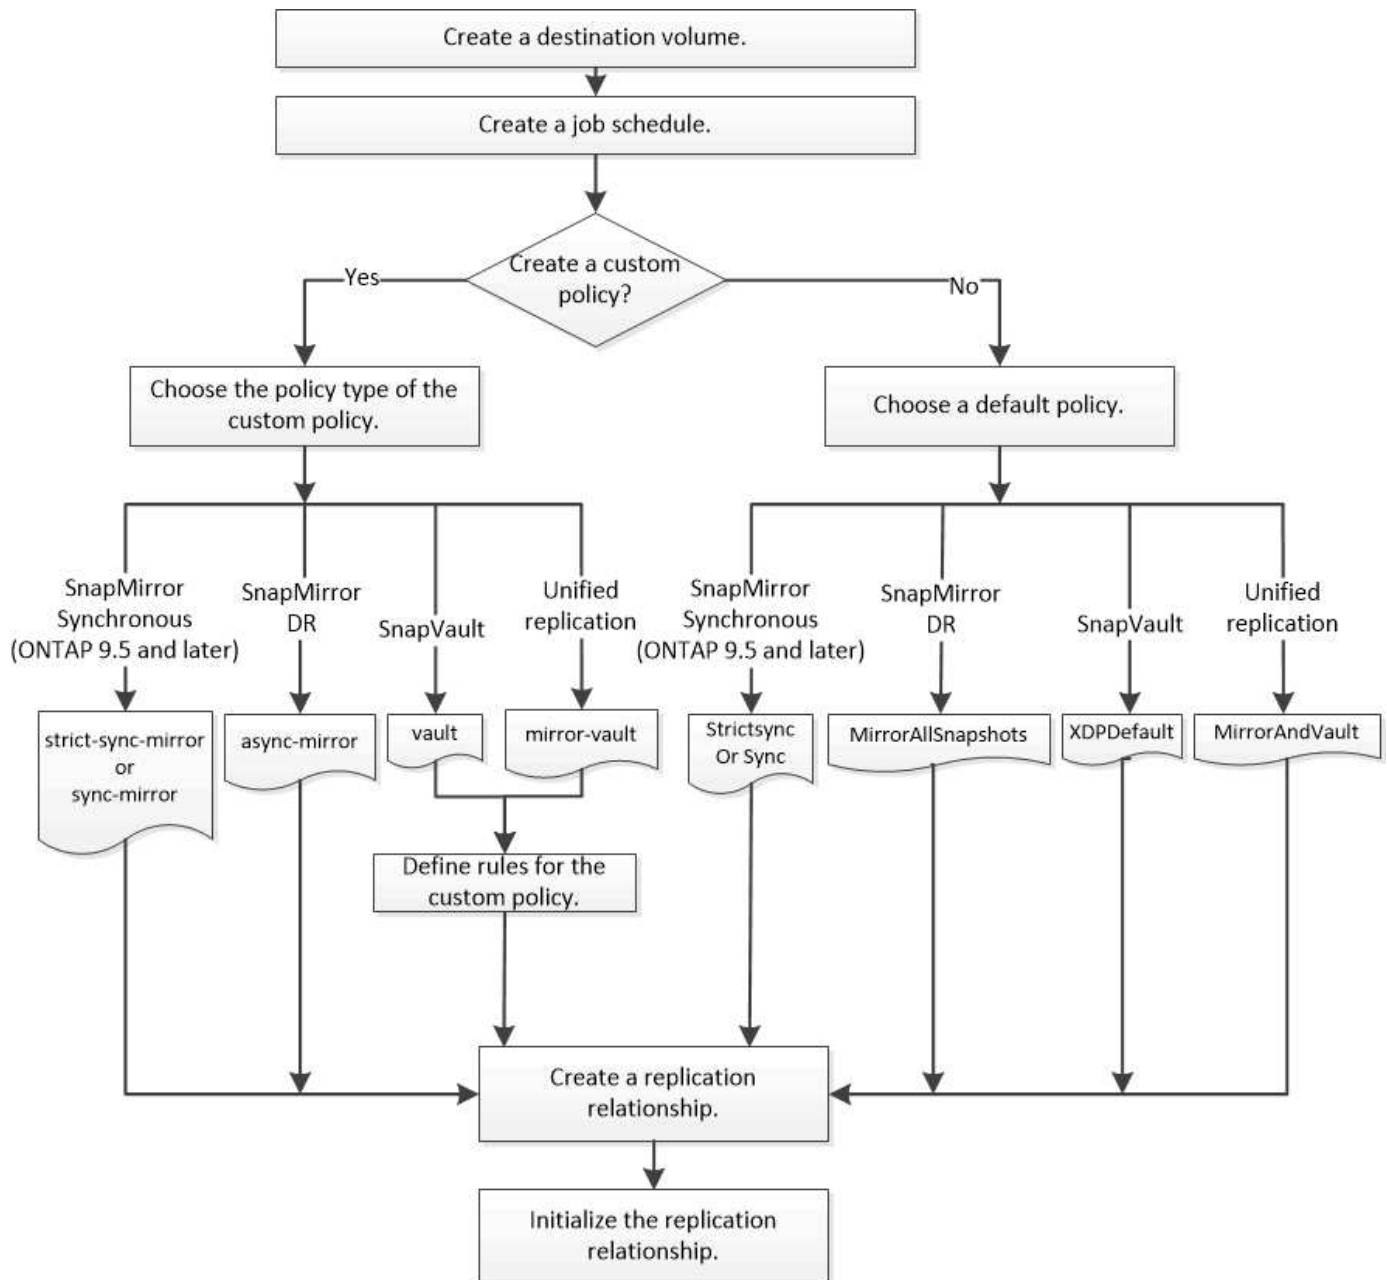 Create a destination volume.
Create a job schedule.
Create a custom
policy?
Yes
No
Choose the policy type of the
custom policy.
Choose a default policy.
SnapMirror
Synchronous
(ONTAP 9.5 and later)
SnapMirror
DR
SnapVault
Unified
replication
SnapMirror
Synchronous
(ONTAP 9.5 and later)
SnapMirror
DR
SnapVault
Unified
replication
strict-sync-mirror
or
sync-mirror
async-mirror
vault
mirror-vault
Strictsync
Or Sync
MirrorAllSnapshots
XDPDefault
MirrorAndVault
Define rules for the
custom policy.
Create a replication
relationship.
Initialize the replication
relationship.